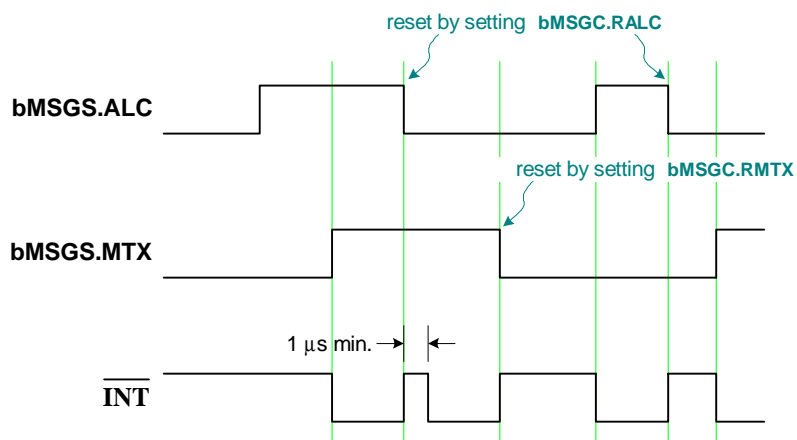 reset by setting bMSGC.RALC
bMSGS.ALC
reset by setting bMSGC.RMTX
bMSGS.MTX
1 μs min.
INT